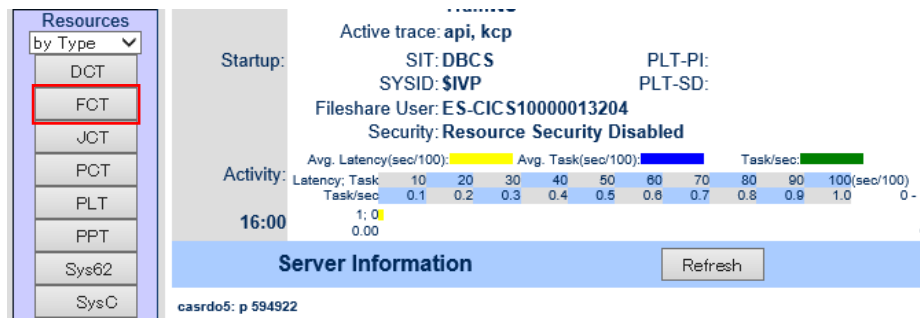 Resources
by Type
DCT
FCT
JCT
PCT
PLT
PPT
Sys62
SysC
Active trace: api, kcp
Startup: SIT: DBCS PLT-PI:
SYSID: $IVP PLT-SD:
Fileshare User: ES-CICS10000013204
Security: Resource Security Disabled
Activity: Avg. Latency(sec/100): Avg. Task(sec/100): Task/sec:
Latency; Task 10 20 30 40 50 60 70 80 90 100(sec/100)
Task/sec 0.1 0.2 0.3 0.4 0.5 0.6 0.7 0.8 0.9 1.0 0 -
16:00 1; 0
0.00
Server Information Refresh
casrdo5: p 594922